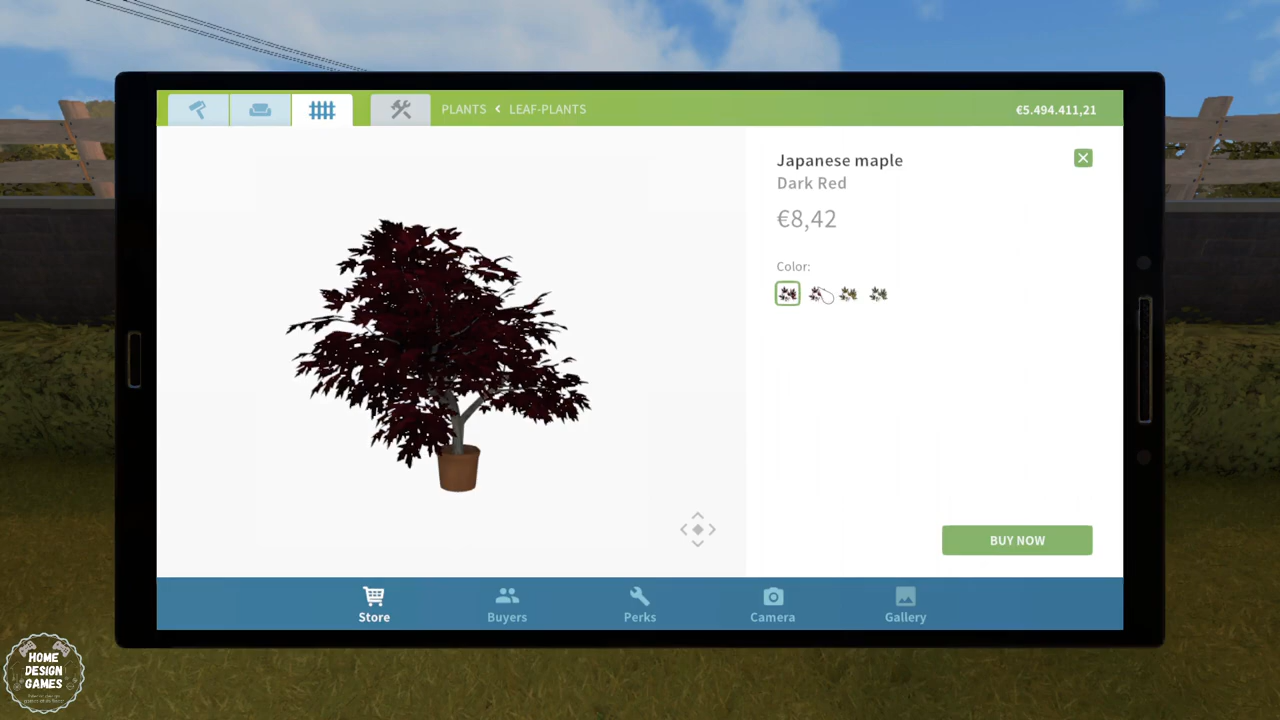 PLANTS < LEAF-PLANTS
€5.494.411,21
Japanese maple
Dark Red
€8,42
Color:
BUY NOW
Store
Buyers
Perks
Camera
Gallery
HOME
DESIGN
GAMES